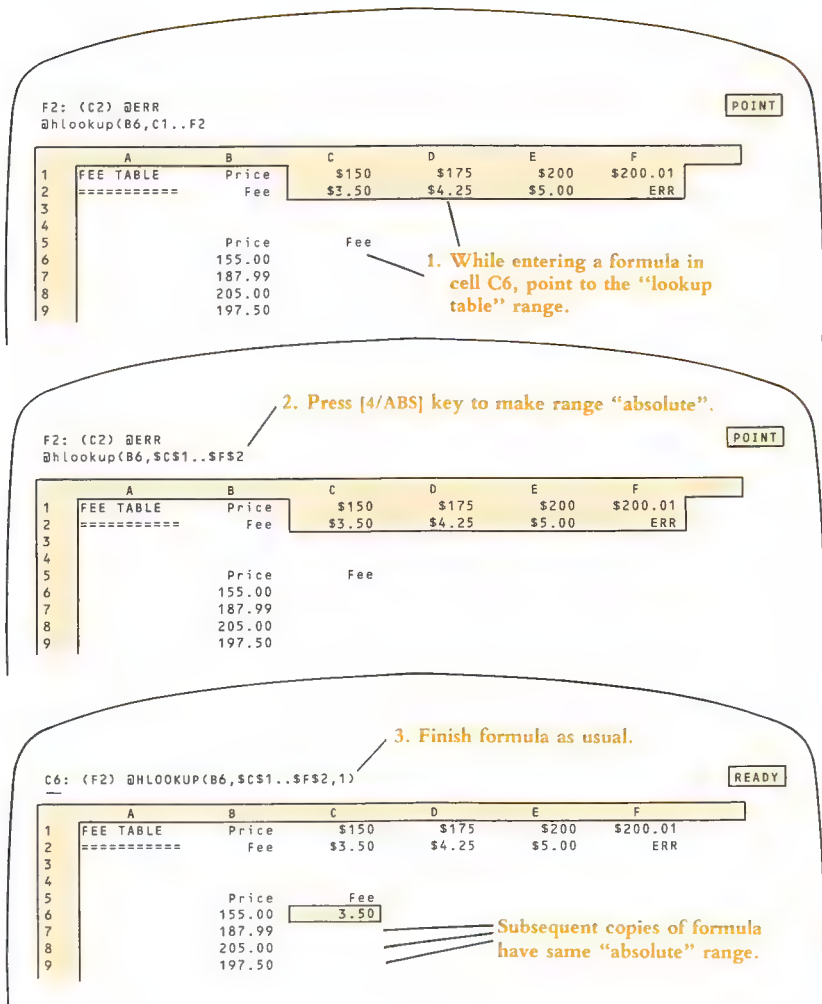 F2: (C2) @ERR POINT
@hlookup(B6,C1..F2
A B C D E F
1 FEE TABLE Price $150 $175 $200 $200.01
2 =========== Fee $3.50 $4.25 $5.00 ERR
3
4
5 Price Fee
6 155.00
7 187.99
8 205.00
9 197.50
1. While entering a formula in
cell C6, point to the “lookup
table” range.
2. Press [4/ABS] key to make range “absolute”.
F2: (C2) @ERR POINT
@hlookup(B6,$C$1..$F$2
A B C D E F
1 FEE TABLE Price $150 $175 $200 $200.01
2 =========== Fee $3.50 $4.25 $5.00 ERR
3
4
5 Price Fee
6 155.00
7 187.99
8 205.00
9 197.50
3. Finish formula as usual.
C6: (F2) @HLOOKUP(B6,$C$1..$F$2,1) READY
A B C D E F
1 FEE TABLE Price $150 $175 $200 $200.01
2 =========== Fee $3.50 $4.25 $5.00 ERR
3
4
5 Price Fee
6 155.00 3.50
7 187.99
8 205.00
9 197.50
Subsequent copies of formula
have same “absolute” range.